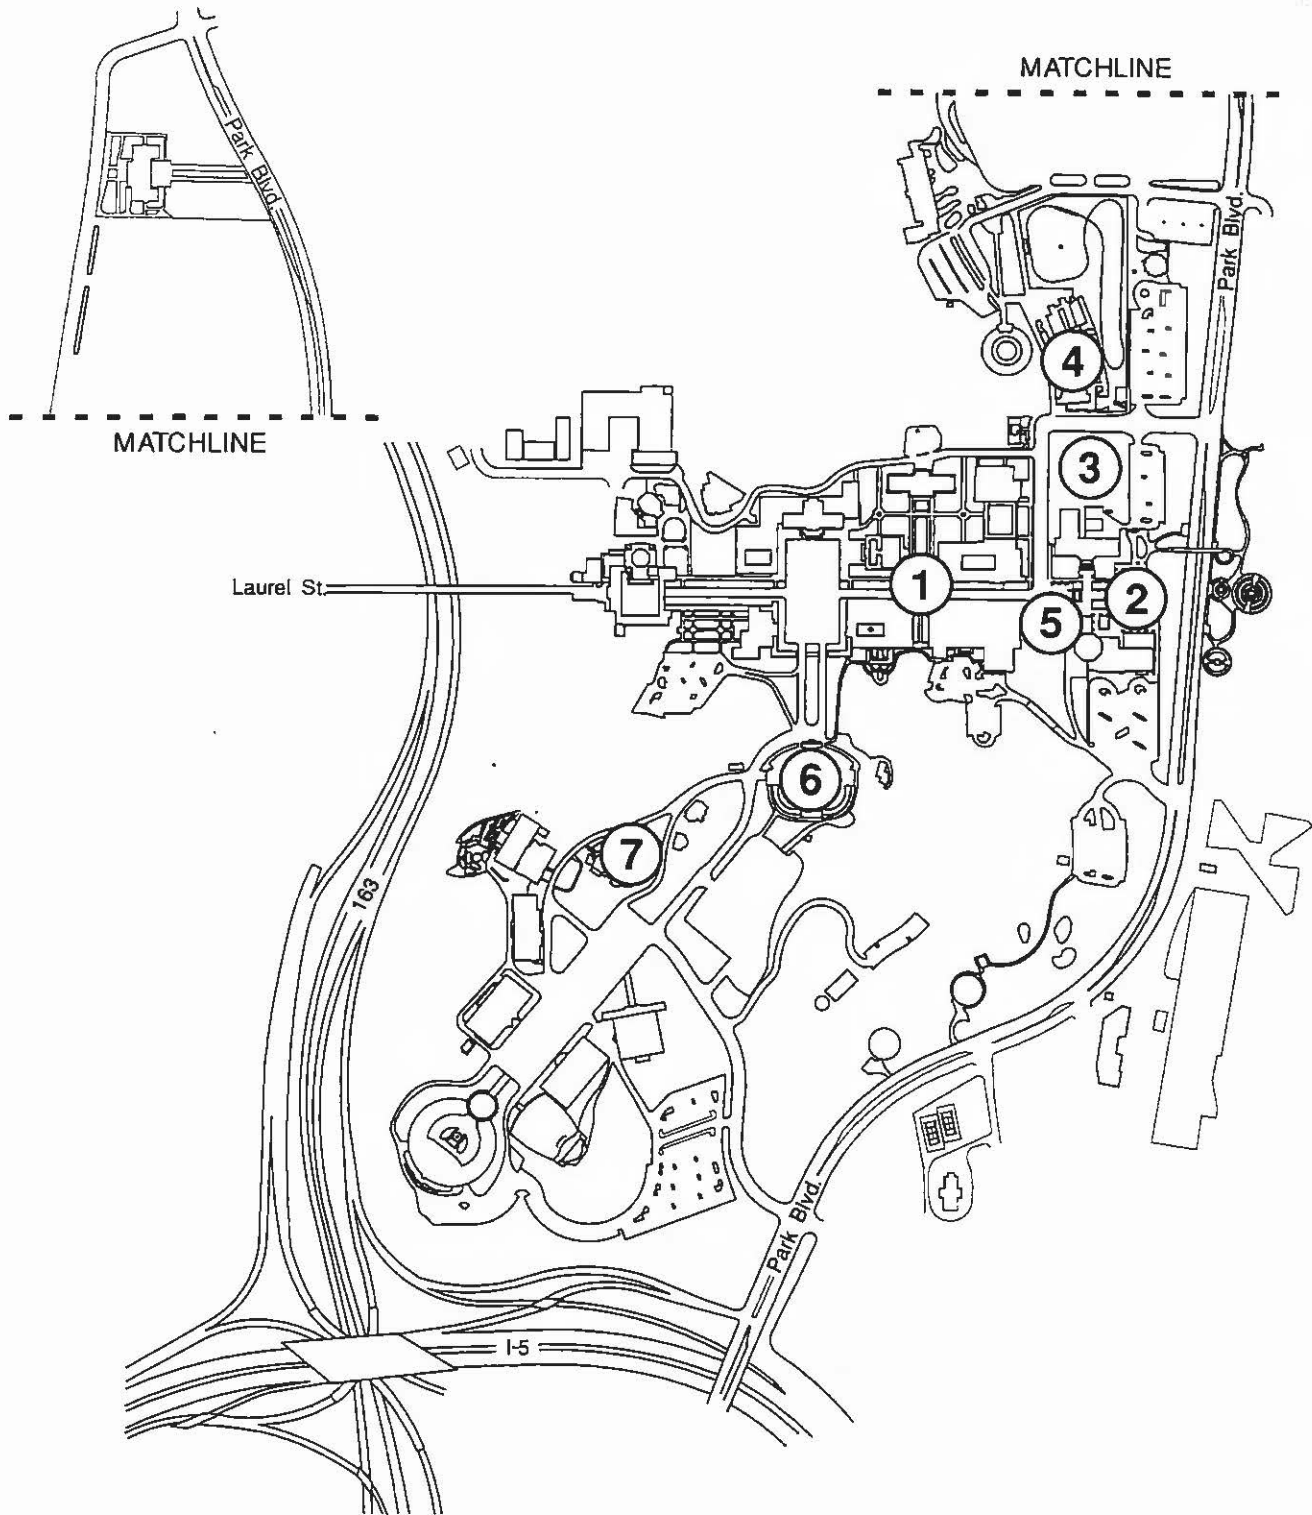 MATCHLINE
Park Blvd.
Park Blvd.
4
MATCHLINE
3
Laurel St.
1
2
5
6
7
163
Park Blvd.
I-5